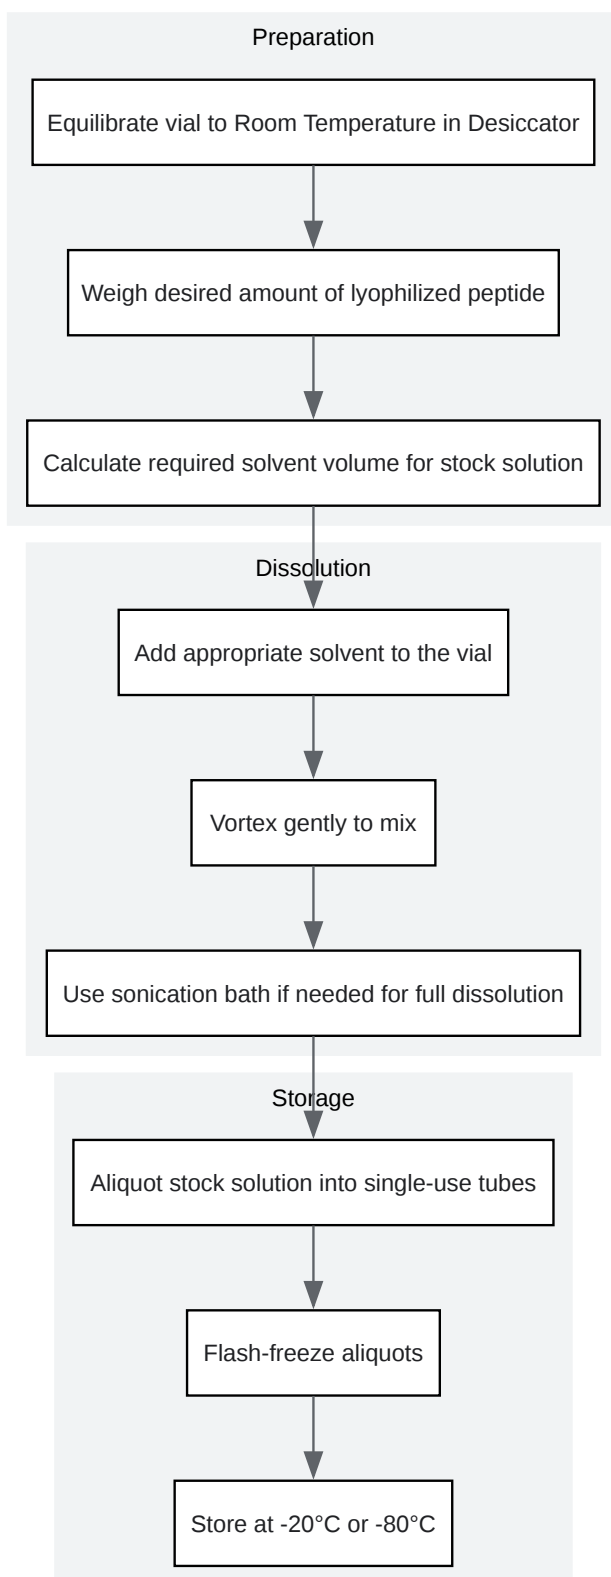 Preparation
Equilibrate vial to Room Temperature in Desiccator
Weigh desired amount of lyophilized peptide
Calculate required solvent volume for stock solution
Dissolution
Add appropriate solvent to the vial
Vortex gently to mix
Use sonication bath if needed for full dissolution
Storage
Aliquot stock solution into single-use tubes
Flash-freeze aliquots
Store at -20°C or -80°C